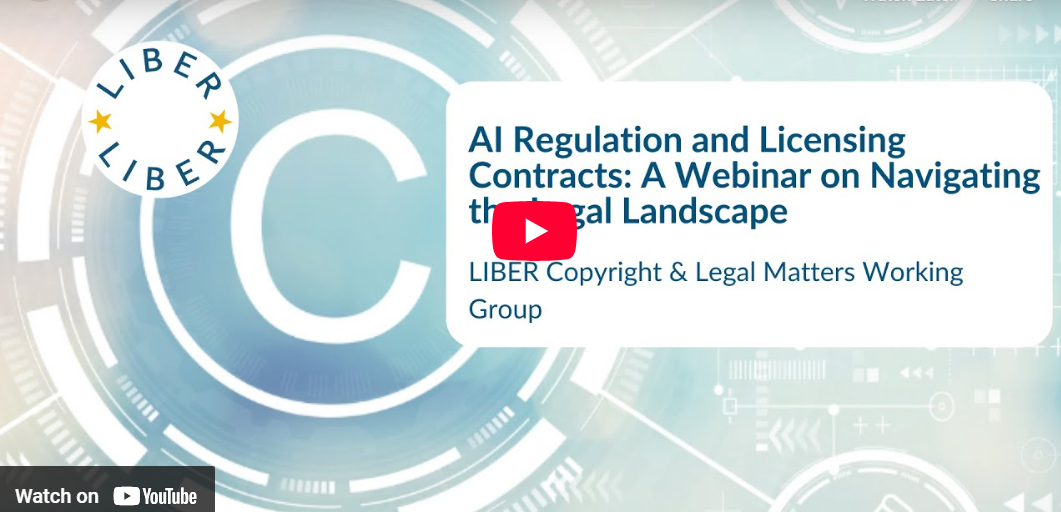 LIBER
LIBER
C
AI Regulation and Licensing
Contracts: A Webinar on Navigating
Landscape
LIBER Copyright & Legal Matters Working
Group
Watch on YouTube